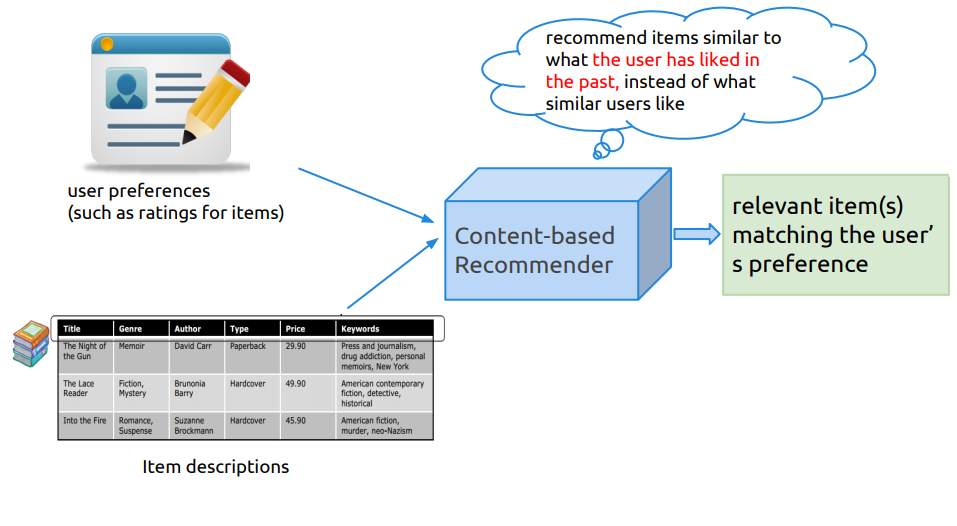 recommend items similar to
what the user has liked in
the past, instead of what
similar users like
user preferences
(such as ratings for items)
Content-based
Recommender
relevant item(s)
matching the user’
s preference
Title Genre Author Type Price Keywords
The Night of the Gun Memoir David Carr Paperback 29.90 Press and journalism, drug addiction, personal memoirs, New York
The Lace Reader Fiction, Mystery Brunonia Barry Hardcover 49.90 American contemporary fiction, detective, historical
Into the Fire Romance, Suspense Suzanne Brockmann Hardcover 45.90 American fiction, murder, neo-Nazism
Item descriptions